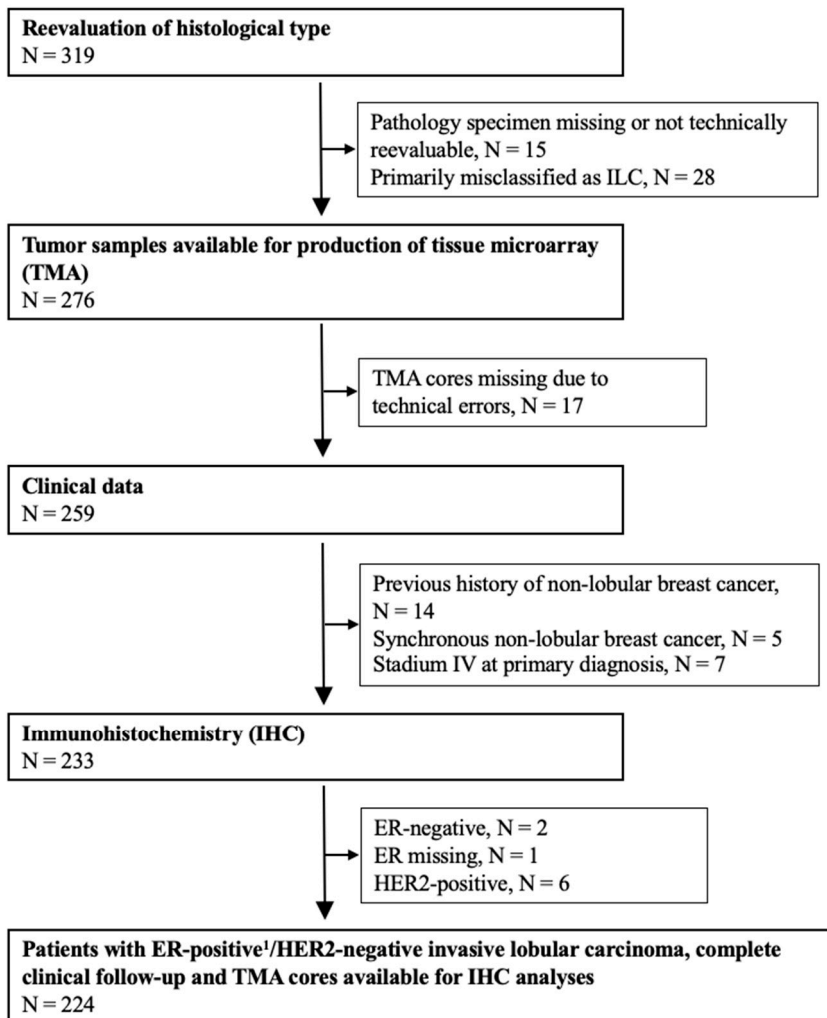 Reevaluation of histological type
N = 319
Pathology specimen missing or not technically
reevaluable, N = 15
Primarily misclassified as ILC, N = 28
Tumor samples available for production of tissue microarray
(TMA)
N = 276
TMA cores missing due to
technical errors, N = 17
Clinical data
N = 259
Previous history of non-lobular breast cancer,
N = 14
Synchronous non-lobular breast cancer, N = 5
Stadium IV at primary diagnosis, N = 7
Immunohistochemistry (IHC)
N = 233
ER-negative, N = 2
ER missing, N = 1
HER2-positive, N = 6
Patients with ER-positive¹/HER2-negative invasive lobular carcinoma, complete
clinical follow-up and TMA cores available for IHC analyses
N = 224